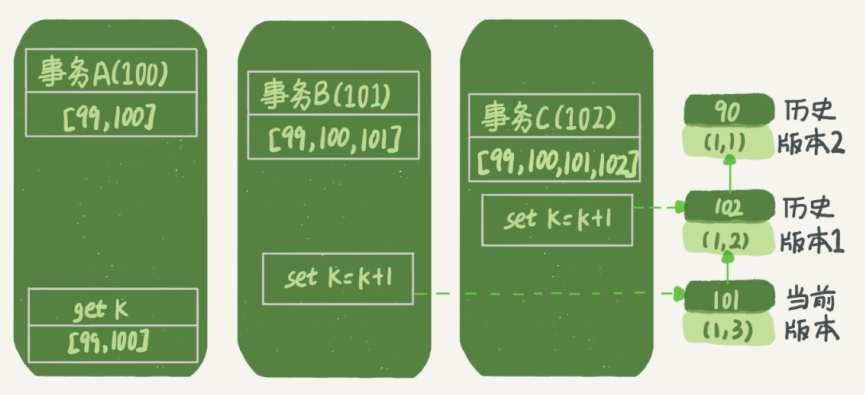 事务A(100)
[99,100]
get k
[99,100]
事务B(101)
[99,100,101]
set k=k+1
事务C(102)
[99,100,101,102]
set k=k+1
90
(1,1)
历史
版本2
102
(1,2)
历史
版本1
101
(1,3)
当前
版本